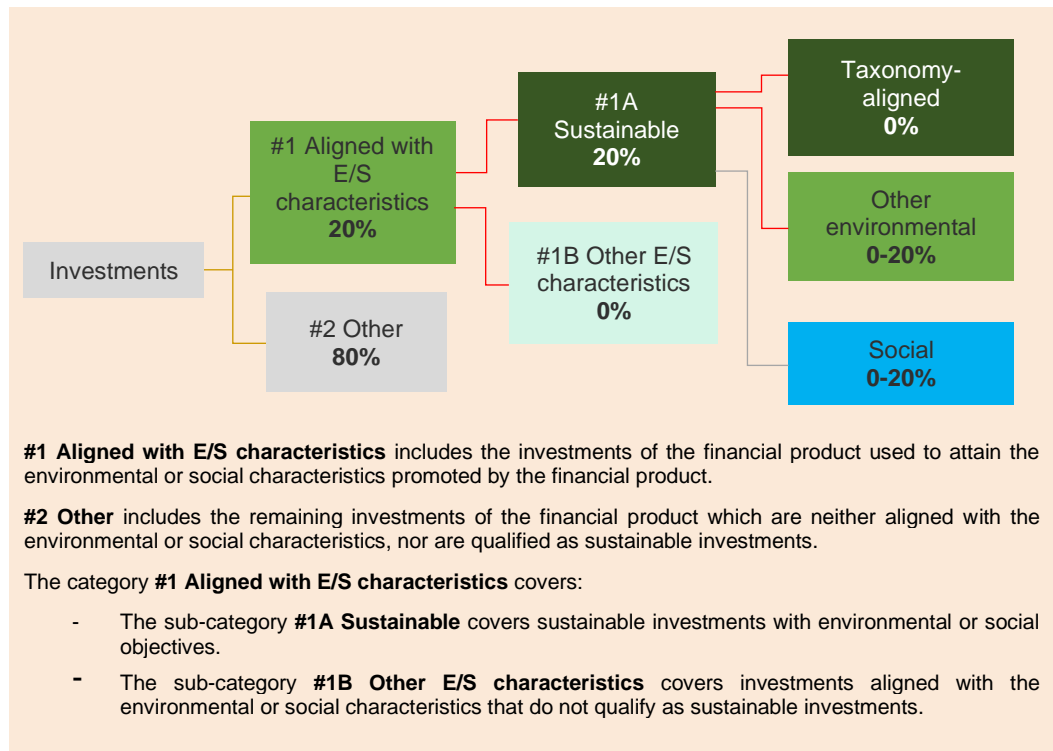 Investments
#1 Aligned with
E/S
characteristics
20%
#2 Other
80%
#1A
Sustainable
20%
#1B Other E/S
characteristics
0%
Taxonomy-
aligned
0%
Other
environmental
0-20%
Social
0-20%
#1 Aligned with E/S characteristics includes the investments of the financial product used to attain the
environmental or social characteristics promoted by the financial product.
#2 Other includes the remaining investments of the financial product which are neither aligned with the
environmental or social characteristics, nor are qualified as sustainable investments.
The category #1 Aligned with E/S characteristics covers:
- The sub-category #1A Sustainable covers sustainable investments with environmental or social
objectives.
- The sub-category #1B Other E/S characteristics covers investments aligned with the
environmental or social characteristics that do not qualify as sustainable investments.